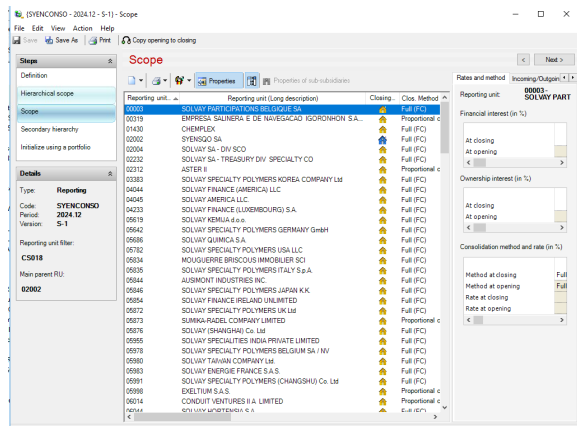 (SYENCONSO - 2024.12 - S-1) - Scope
File Edit View Action Help
Save Save As Print Copy opening to closing
Steps
Definition
Hierarchical scope
Scope
Secondary hierarchy
Initialize using a portfolio
Details
Type: Reporting
Code: SYENCONSO
Period: 2024.12
Version: S-1
Reporting unit filter:
CS018
Main parent RU:
02002
Scope
< Next >
Properties Properties of sub-subsidiaries
Reporting unit... Reporting unit (Long description) Closing... Clos. Method
00003 SOLVAY PARTICIPATIONS BELGIQUE SA Full (FC)
00319 EMPRESA SALINERA E DE NAVEGACAO IGORONHON S.A... Proportional c
01430 CHEMPLEX Full (FC)
02002 SYENSQO SA Full (FC)
02004 SOLVAY SA - DIV SCO Full (FC)
02232 SOLVAY SA - TREASURY DIV SPECIALTY CO Full (FC)
02312 ASTER II Proportional c
03383 SOLVAY SPECIALTY POLYMERS KOREA COMPANY Ltd Full (FC)
04044 SOLVAY FINANCE (AMERICA) LLC Full (FC)
04045 SOLVAY AMERICA LLC. Full (FC)
04233 SOLVAY FINANCE (LUXEMBOURG) S.A. Full (FC)
05619 SOLVAY KEMIJA d.o.o. Full (FC)
05642 SOLVAY SPECIALTY POLYMERS GERMANY GmbH Full (FC)
05686 SOLVAY QUIMICA S.A Full (FC)
05782 SOLVAY SPECIALTY POLYMERS USA LLC Full (FC)
05834 MOUGUERRE BRISCOUS IMMOBILIER SCI Full (FC)
05835 SOLVAY SPECIALTY POLYMERS ITALY S.p.A. Full (FC)
05844 AUSIMONT INDUSTRIES INC. Full (FC)
05846 SOLVAY SPECIALTY POLYMERS JAPAN K.K. Full (FC)
05854 SOLVAY FINANCE IRELAND UNLIMITED Full (FC)
05872 SOLVAY SPECIALTY POLYMERS UK Ltd Full (FC)
05873 SUMIKA-RADEL COMPANY LIMITED Proportional c
05876 SOLVAY (SHANGHAI) Co. Ltd Full (FC)
05955 SOLVAY SPECIALITIES INDIA PRIVATE LIMITED Full (FC)
05978 SOLVAY SPECIALTY POLYMERS BELGIUM SA / NV Full (FC)
05980 SOLVAY TAIWAN COMPANY Ltd. Full (FC)
05983 SOLVAY ENERGIE FRANCE S.A.S. Full (FC)
05991 SOLVAY SPECIALTY POLYMERS (CHANGSHU) Co. Ltd Full (FC)
05998 EXELTIUM S.A.S. Proportional c
06014 CONDUIT VENTURES II A LIMITED Proportional c
06044 SOLVAY HORTENSIA S.A. Full (FC)
Rates and method Incoming/Outgoin
Reporting unit: 00003 - SOLVAY PART
Financial interest (in %)
At closing
At opening
Ownership interest (in %)
At closing
At opening
Consolidation method and rate (in %)
Method at closing Full
Method at opening Full
Rate at closing
Rate at opening